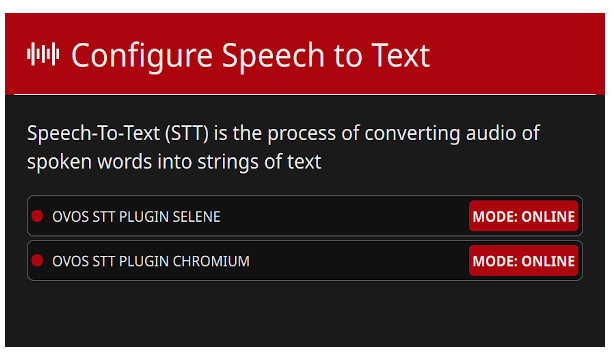 Configure Speech to Text
Speech-To-Text (STT) is the process of converting audio of
spoken words into strings of text
OVOS STT PLUGIN SELENE MODE: ONLINE
OVOS STT PLUGIN CHROMIUM MODE: ONLINE